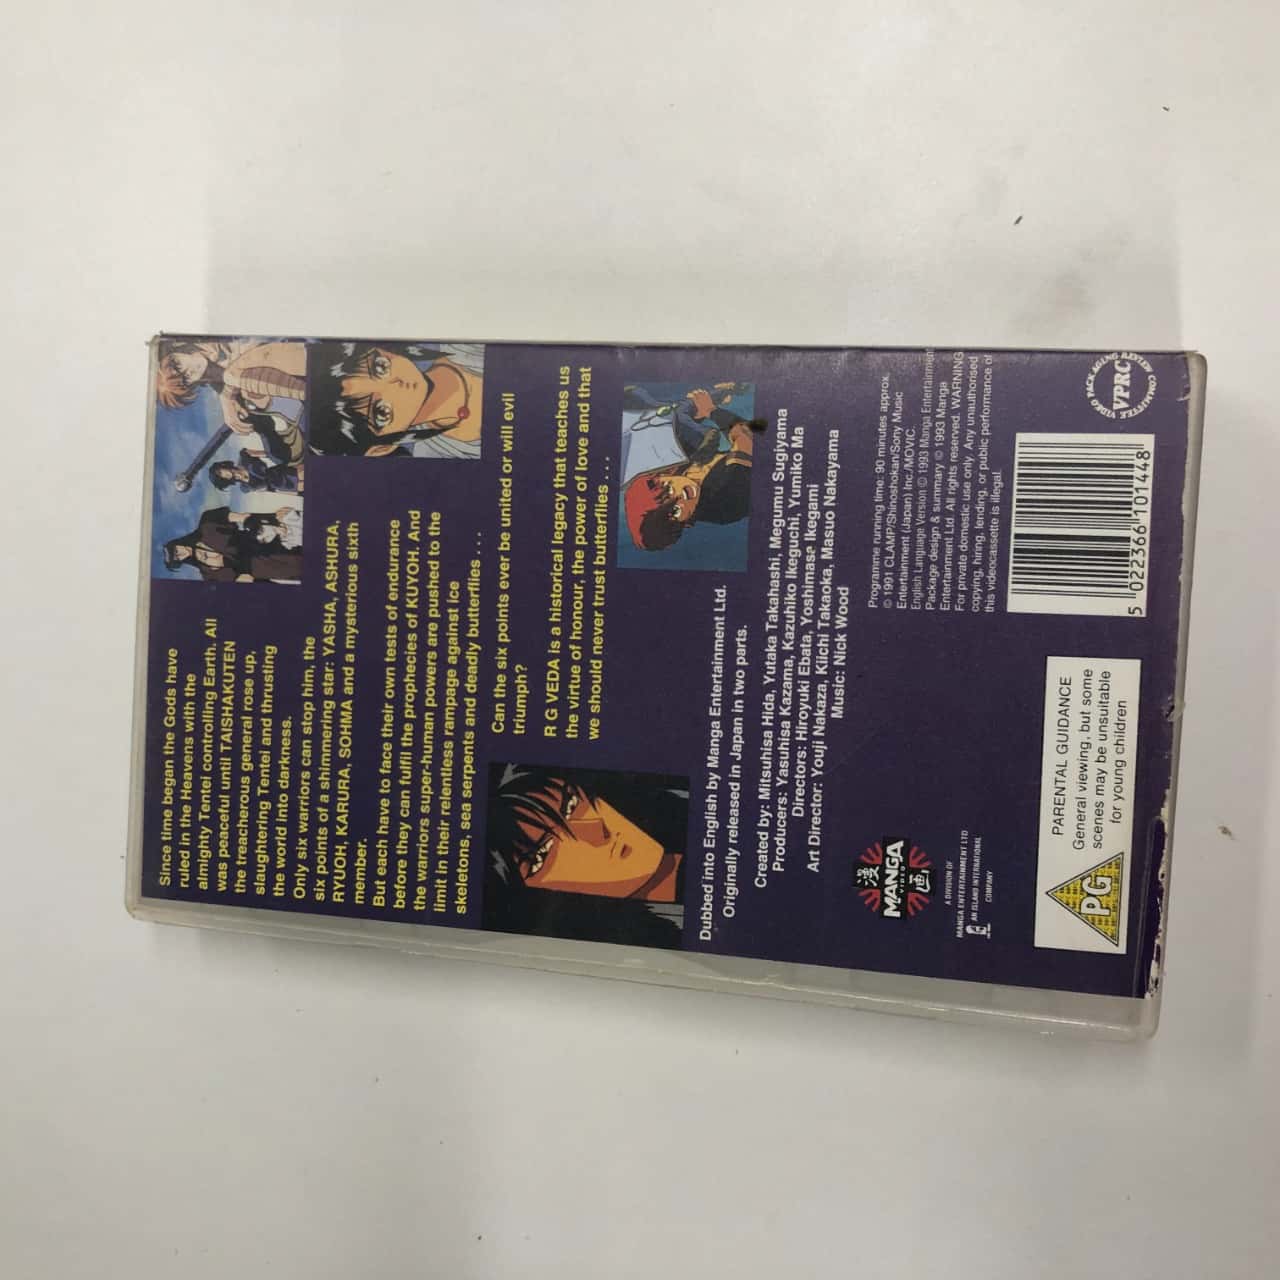 Since time began the Gods have
ruled in the Heavens with the
almighty Tentei controlling Earth. All
was peaceful until TAISHAKUTEN
the treacherous general rose up,
slaughtering Tentei and thrusting
the world into darkness.
Only six warriors can stop him, the
six points of a shimmering star: YASHA, ASHURA,
RYUOH, KARURA, SOHMA and a mysterious sixth
member.
But each have to face their own tests of endurance
before they can fulfil the prophecies of KUYOH. And
the warriors super-human powers are pushed to the
limit in their relentless rampage against ice
skeletons, sea serpents and deadly butterflies . . .
Can the six points ever be united or will evil
triumph?
R G VEDA is a historical legacy that teaches us
the virtue of honour, the power of love and that
we should never trust butterflies . . .
Dubbed into English by Manga Entertainment Ltd.
Originally released in Japan in two parts.
Created by: Mitsuhisa Hida, Yutaka Takahashi, Megumu Sugiyama
Producers: Yasuhisa Kazama, Kazuhiko Ikeguchi, Yumiko Ma
Directors: Hiroyuki Ebata, Yoshimasa Ikegami
Art Director: Youji Nakaza, Kiichi Takaoka, Masuo Nakayama
Music: Nick Wood
漫画
MANGA
VIDEO
A DIVISION OF
MANGA ENTERTAINMENT LTD
AN ISLAND INTERNATIONAL
COMPANY
Programme running time: 90 minutes approx.
© 1991 CLAMP/Shinoshokan/Sony Music
Entertainment (Japan) Inc./MOVIC.
English Language Version © 1993 Manga Entertainment
Package design & summary © 1993 Manga
Entertainment Ltd. All rights reserved. WARNING
For private domestic use only. Any unauthorised
copying, hiring, lending, or public performance of
this videocassette is illegal.
PG
PARENTAL GUIDANCE
General viewing, but some
scenes may be unsuitable
for young children
5 022366 101448
VIDEO PACKAGING REVIEW COMMITTEE
VPRC